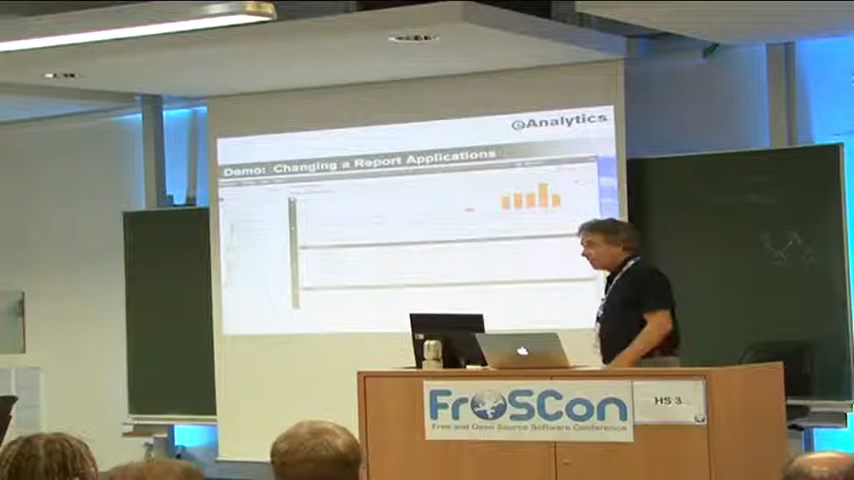 @Analytics
Demo: Changing a Report Applications
FrOSCon
Free and Open Source Software Conference
HS 3